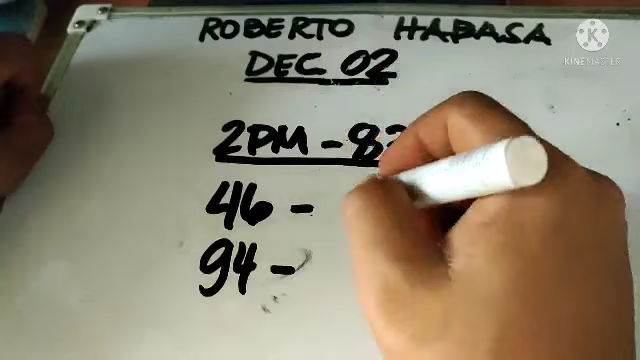 ROBERTO HABASA
DEC 02
2PM - 8
46 -
94 -
KINEMASTER